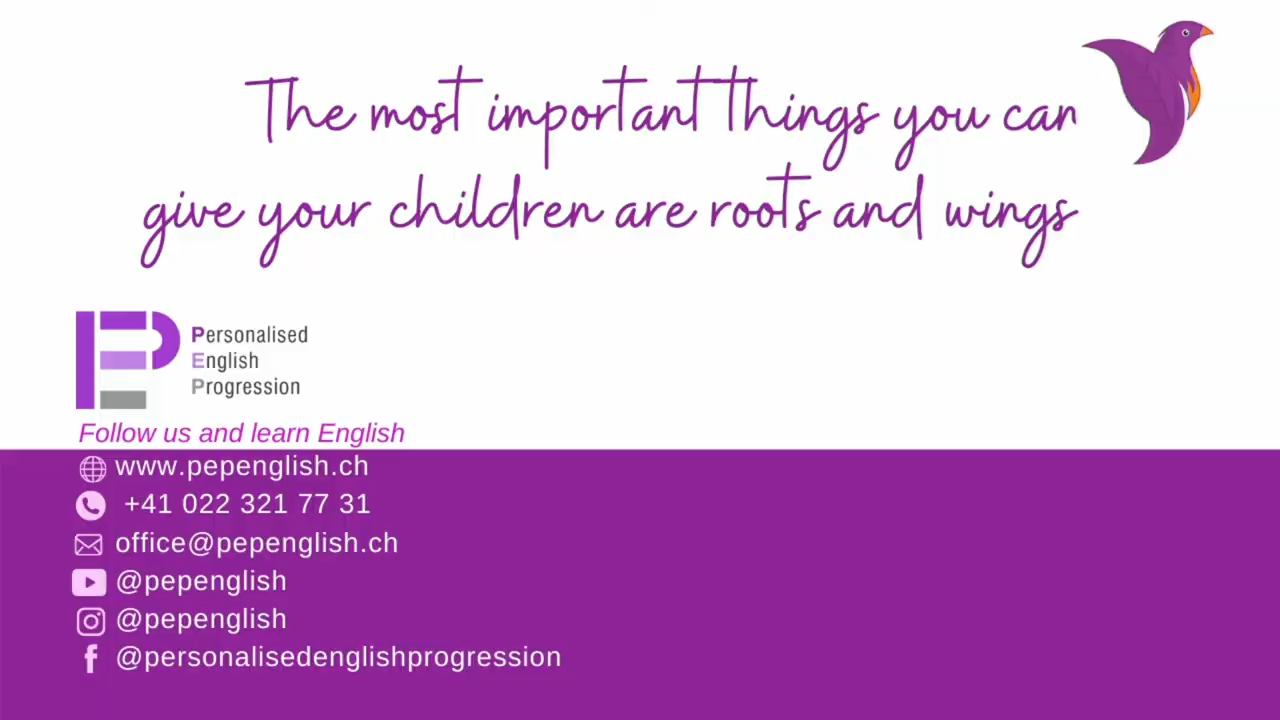 The most important things you can
give your children are roots and wings
Personalised
English
Progression
Follow us and learn English
www.pepenglish.ch
+41 022 321 77 31
office@pepenglish.ch
@pepenglish
@pepenglish
@personalisedenglishprogression